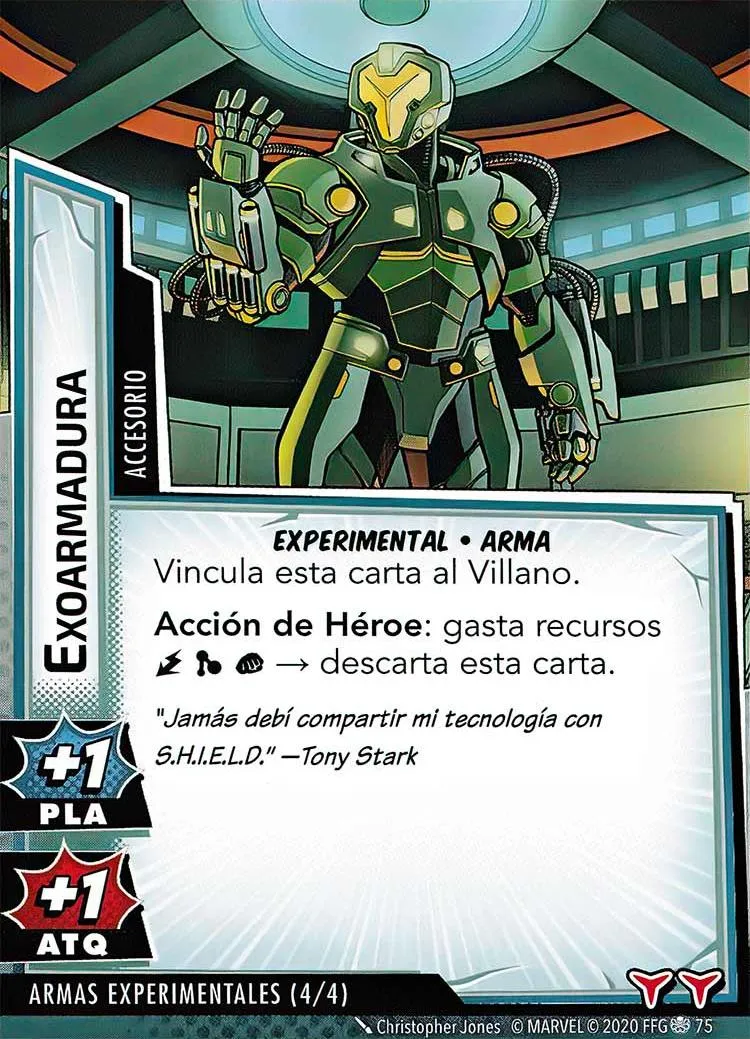 EXOARMADURA
ACCESORIO
EXPERIMENTAL • ARMA
Vincula esta carta al Villano.
Acción de Héroe: gasta recursos
→ descarta esta carta.
"Jamás debí compartir mi tecnología con
S.H.I.E.L.D." —Tony Stark
+1
PLA
+1
ATQ
ARMAS EXPERIMENTALES (4/4)
Christopher Jones © MARVEL © 2020 FFG 75